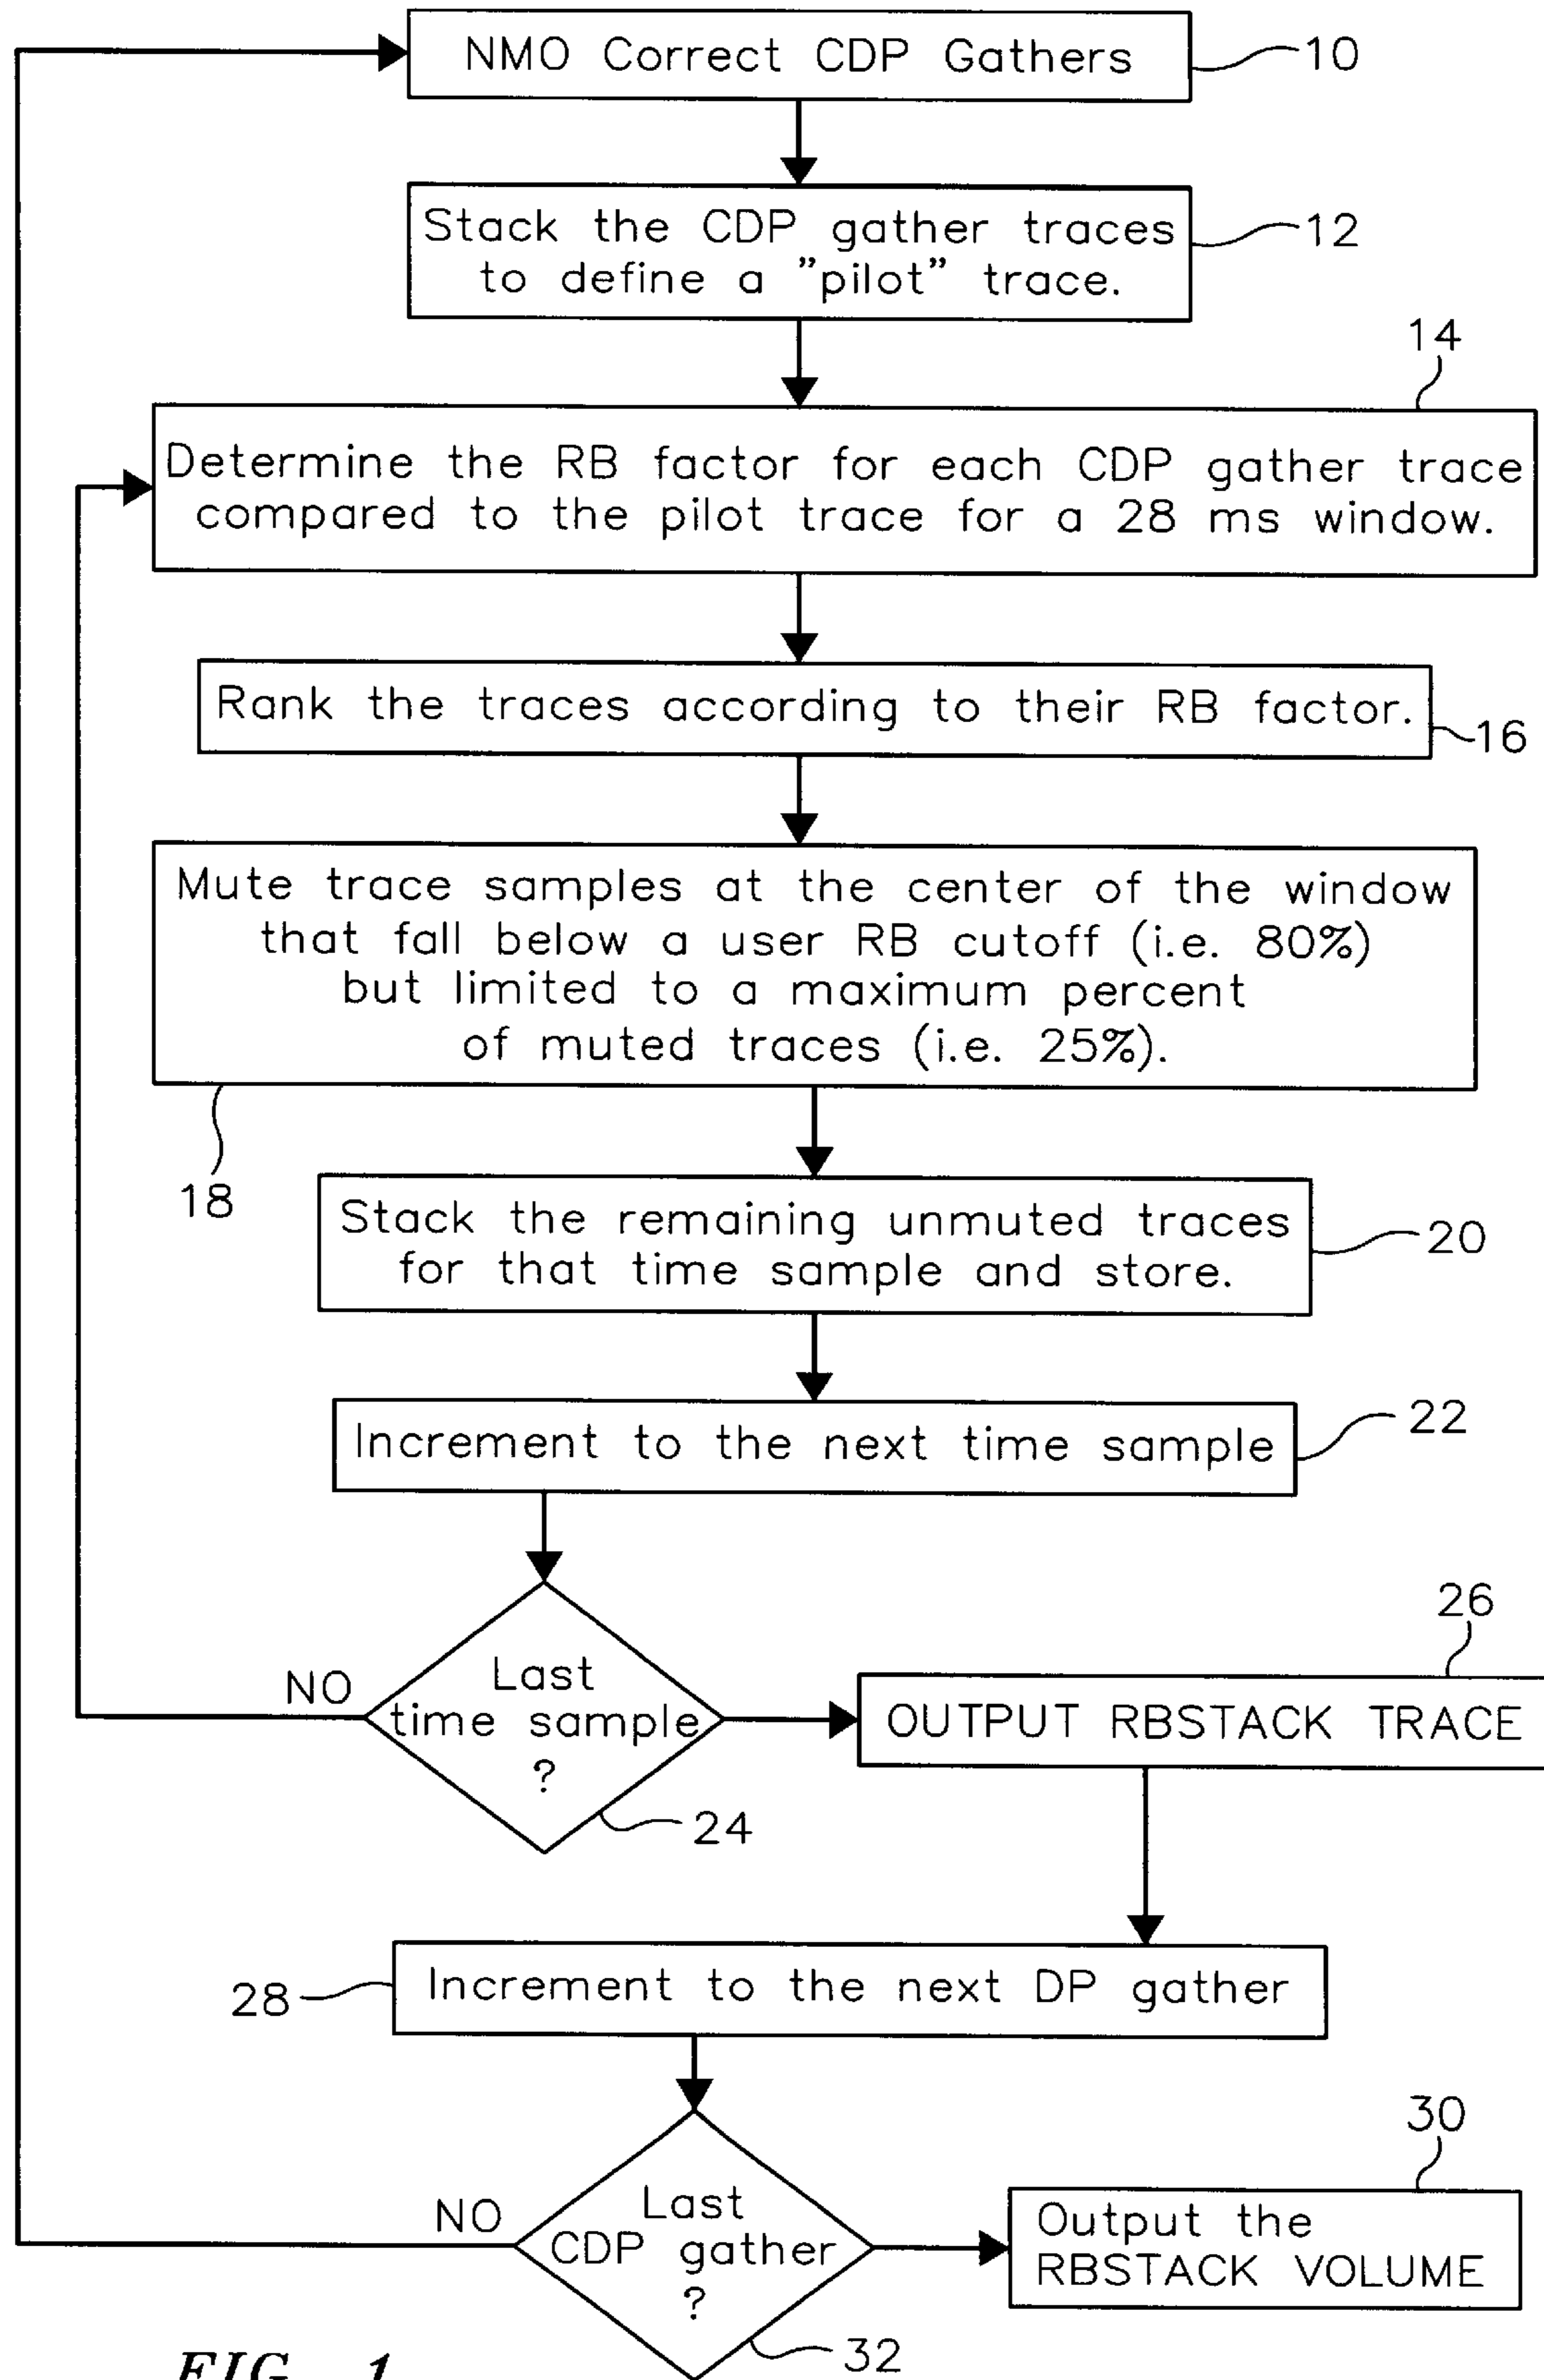 NMO Correct CDP Gathers
10
Stack the CDP gather traces
to define a "pilot" trace.
12
14
Determine the RB factor for each CDP gather trace
compared to the pilot trace for a 28 ms window.
Rank the traces according to their RB factor.
16
Mute trace samples at the center of the window
that fall below a user RB cutoff (i.e. 80%)
but limited to a maximum percent
of muted traces (i.e. 25%).
18
Stack the remaining unmuted traces
for that time sample and store.
20
Increment to the next time sample
22
NO
Last
time sample
?
24
26
OUTPUT RBSTACK TRACE
28
Increment to the next DP gather
NO
Last
CDP gather
?
32
30
Output the
RBSTACK VOLUME
FIG. 1